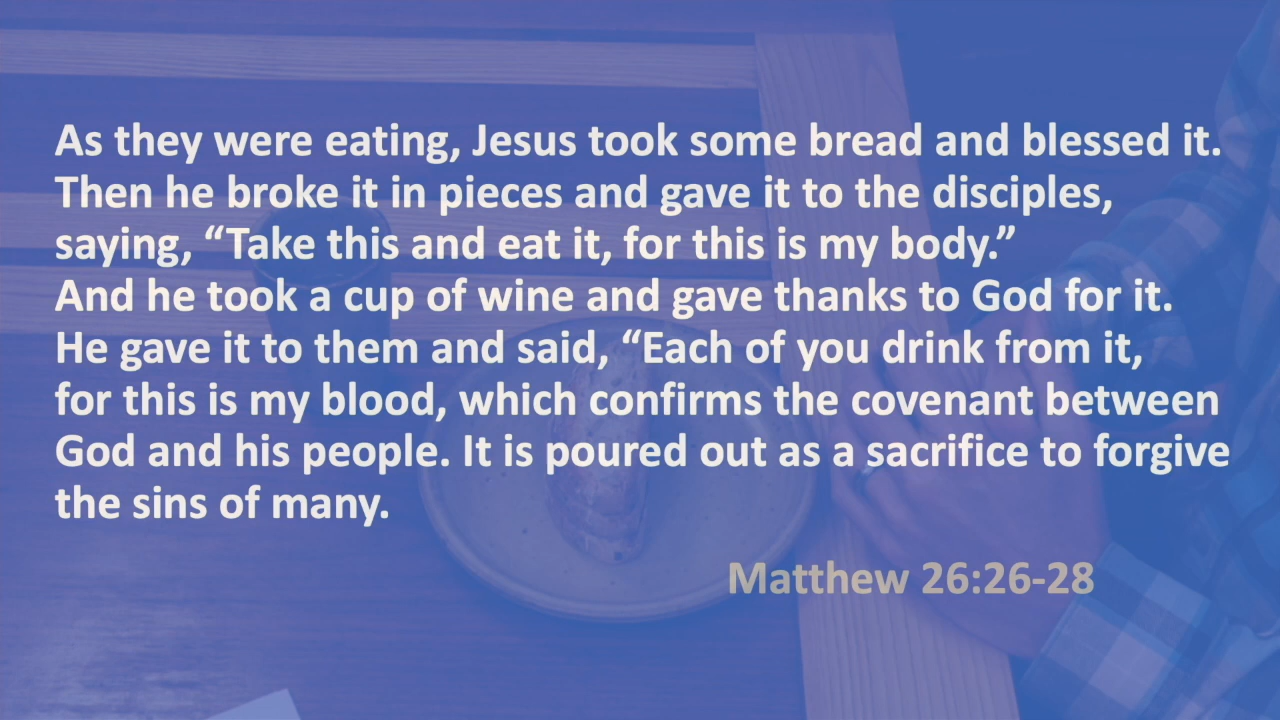 As they were eating, Jesus took some bread and blessed it.
Then he broke it in pieces and gave it to the disciples,
saying, “Take this and eat it, for this is my body.”
And he took a cup of wine and gave thanks to God for it.
He gave it to them and said, “Each of you drink from it,
for this is my blood, which confirms the covenant between
God and his people. It is poured out as a sacrifice to forgive
the sins of many.
Matthew 26:26-28